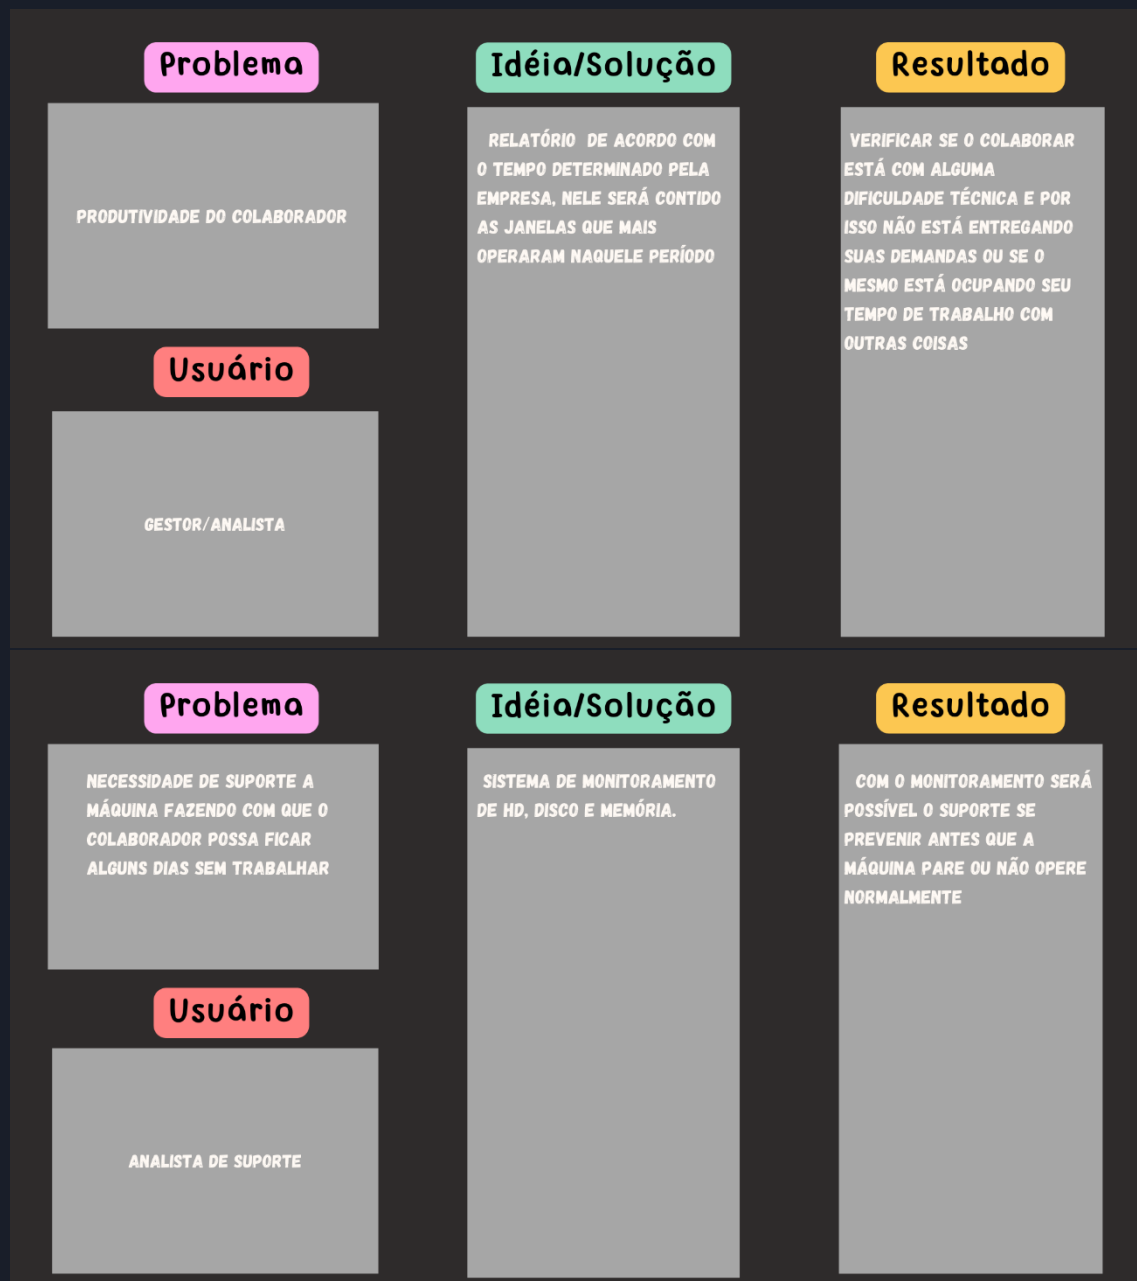 Problema
PRODUTIVIDADE DO COLABORADOR
Usuário
GESTOR/ANALISTA
Idéia/Solução
RELATÓRIO DE ACORDO COM
O TEMPO DETERMINADO PELA
EMPRESA, NELE SERÁ CONTIDO
AS JANELAS QUE MAIS
OPERARAM NAQUELE PERÍODO
Resultado
VERIFICAR SE O COLABORAR
ESTÁ COM ALGUMA
DIFICULDADE TÉCNICA E POR
ISSO NÃO ESTÁ ENTREGANDO
SUAS DEMANDAS OU SE O
MESMO ESTÁ OCUPANDO SEU
TEMPO DE TRABALHO COM
OUTRAS COISAS
Problema
NECESSIDADE DE SUPORTE A
MÁQUINA FAZENDO COM QUE O
COLABORADOR POSSA FICAR
ALGUNS DIAS SEM TRABALHAR
Usuário
ANALISTA DE SUPORTE
Idéia/Solução
SISTEMA DE MONITORAMENTO
DE HD, DISCO E MEMÓRIA.
Resultado
COM O MONITORAMENTO SERÁ
POSSÍVEL O SUPORTE SE
PREVENIR ANTES QUE A
MÁQUINA PARE OU NÃO OPERE
NORMALMENTE